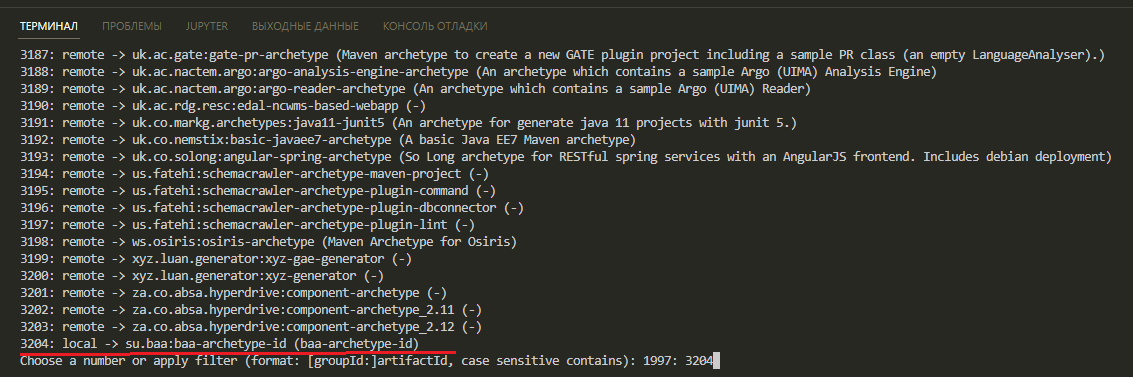 ТЕРМИНАЛ ПРОБЛЕМЫ JUPYTER ВЫХОДНЫЕ ДАННЫЕ КОНСОЛЬ ОТЛАДКИ
3187: remote -> uk.ac.gate:gate-pr-archetype (Maven archetype to create a new GATE plugin project including a sample PR class (an empty LanguageAnalyser).)
3188: remote -> uk.ac.nactem.argo:argo-analysis-engine-archetype (An archetype which contains a sample Argo (UIMA) Analysis Engine)
3189: remote -> uk.ac.nactem.argo:argo-reader-archetype (An archetype which contains a sample Argo (UIMA) Reader)
3190: remote -> uk.ac.rdg.resc:edal-ncwms-based-webapp (-)
3191: remote -> uk.co.markg.archetypes:java11-junit5 (An archetype for generate java 11 projects with junit 5.)
3192: remote -> uk.co.nemstix:basic-javaee7-archetype (A basic Java EE7 Maven archetype)
3193: remote -> uk.co.solong:angular-spring-archetype (So Long archetype for RESTful spring services with an AngularJS frontend. Includes debian deployment)
3194: remote -> us.fatehi:schemacrawler-archetype-maven-project (-)
3195: remote -> us.fatehi:schemacrawler-archetype-plugin-command (-)
3196: remote -> us.fatehi:schemacrawler-archetype-plugin-dbconnector (-)
3197: remote -> us.fatehi:schemacrawler-archetype-plugin-lint (-)
3198: remote -> ws.osiris:osiris-archetype (Maven Archetype for Osiris)
3199: remote -> xyz.luan.generator:xyz-gae-generator (-)
3200: remote -> xyz.luan.generator:xyz-generator (-)
3201: remote -> za.co.absa.hyperdrive:component-archetype (-)
3202: remote -> za.co.absa.hyperdrive:component-archetype_2.11 (-)
3203: remote -> za.co.absa.hyperdrive:component-archetype_2.12 (-)
3204: local -> su.baa:baa-archetype-id (baa-archetype-id)
Choose a number or apply filter (format: [groupId:]artifactId, case sensitive contains): 1997: 3204